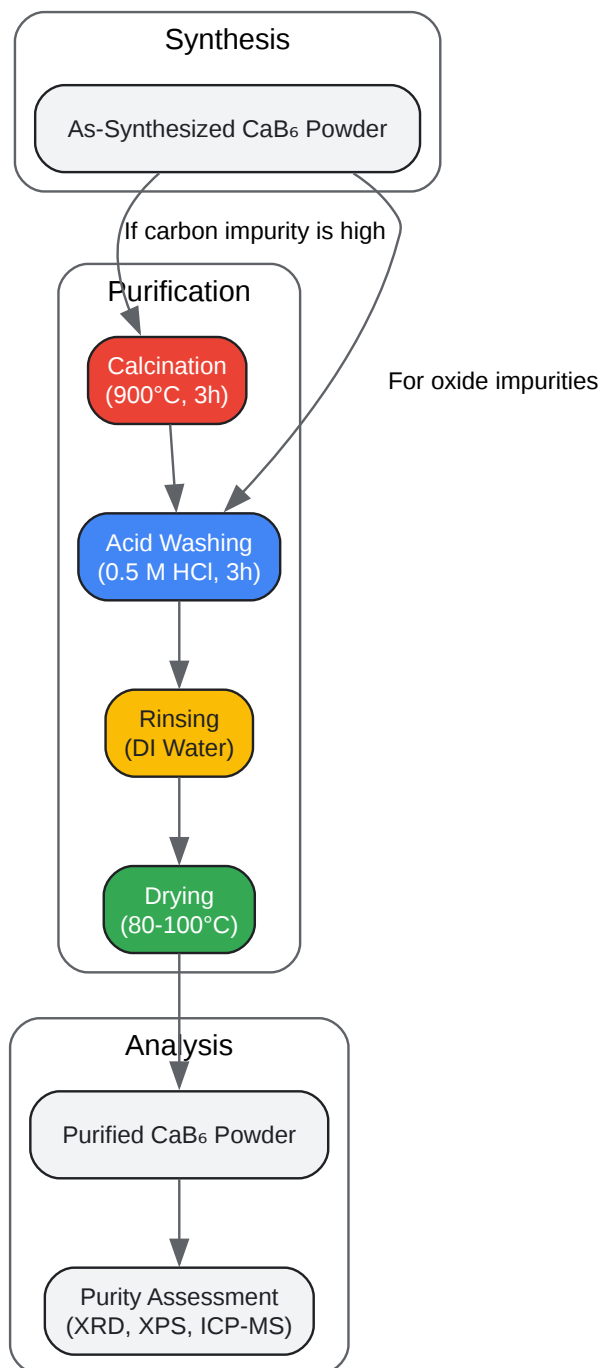 Synthesis
As-Synthesized CaB₆ Powder
If carbon impurity is high
Purification
Calcination
(900°C, 3h)
For oxide impurities
Acid Washing
(0.5 M HCl, 3h)
Rinsing
(DI Water)
Drying
(80-100°C)
Analysis
Purified CaB₆ Powder
Purity Assessment
(XRD, XPS, ICP-MS)